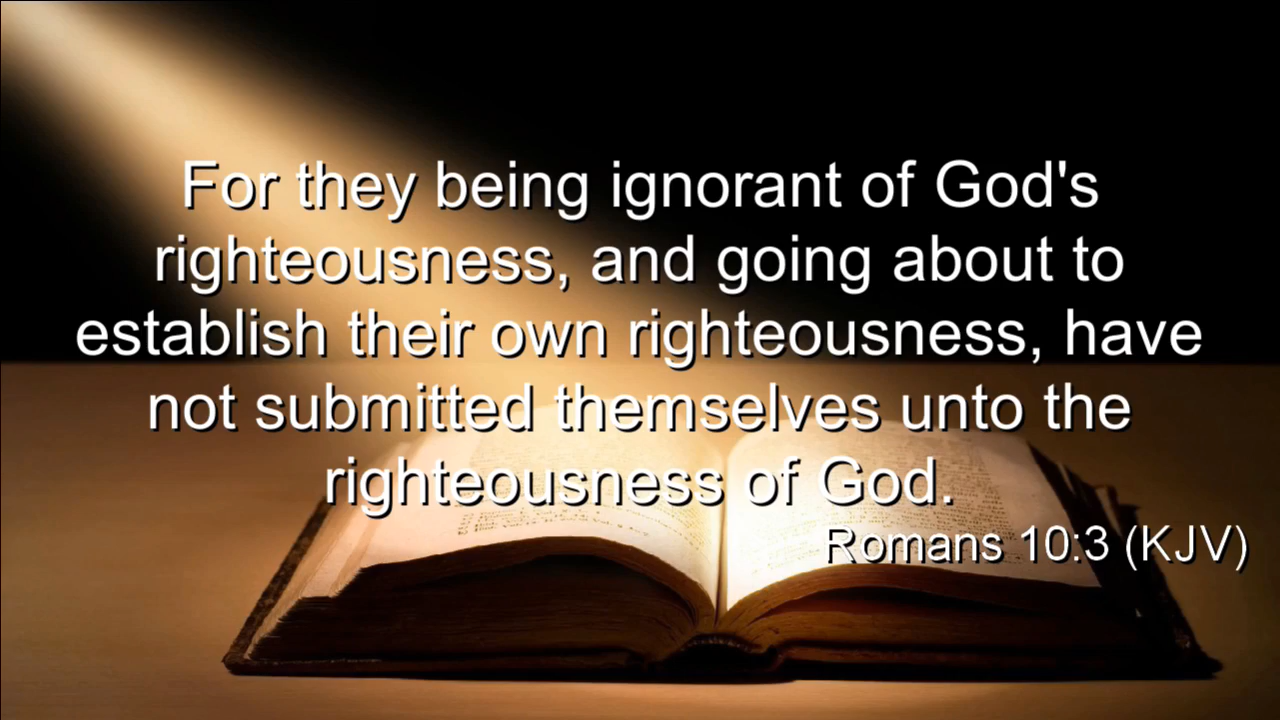 For they being ignorant of God's
righteousness, and going about to
establish their own righteousness, have
not submitted themselves unto the
righteousness of God.
Romans 10:3 (KJV)